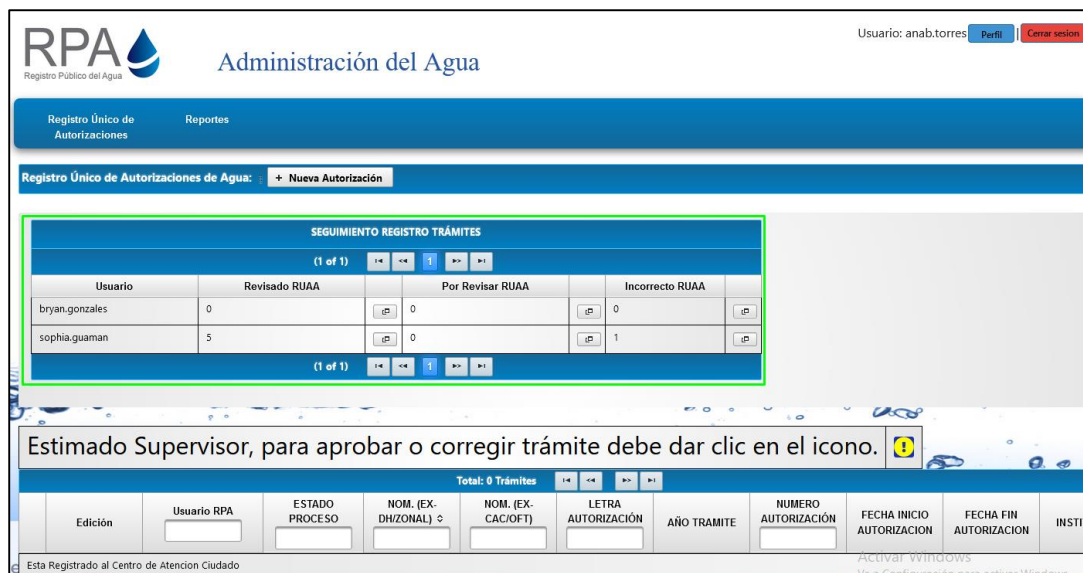 Usuario: anab.torres Perfil | Cerrar sesion
RPA
Registro Público del Agua
Administración del Agua
Registro Único de
Autorizaciones
Reportes
Registro Único de Autorizaciones de Agua: + Nueva Autorización
SEGUIMIENTO REGISTRO TRÁMITES
(1 of 1) 1
Usuario Revisado RUAA Por Revisar RUAA Incorrecto RUAA
bryan.gonzales 0 0 0
sophia.guaman 5 0 1
(1 of 1) 1
Estimado Supervisor, para aprobar o corregir trámite debe dar clic en el icono.
Total: 0 Trámites
Edición
Usuario RPA
ESTADO
PROCESO
NOM. (EX-
DH/ZONAL)
NOM. (EX-
CAC/OFT)
LETRA
AUTORIZACIÓN
AÑO TRAMITE
NUMERO
AUTORIZACIÓN
FECHA INICIO
AUTORIZACION
FECHA FIN
AUTORIZACION
INSTI
Esta Registrado al Centro de Atencion Ciudado
Activar Windows